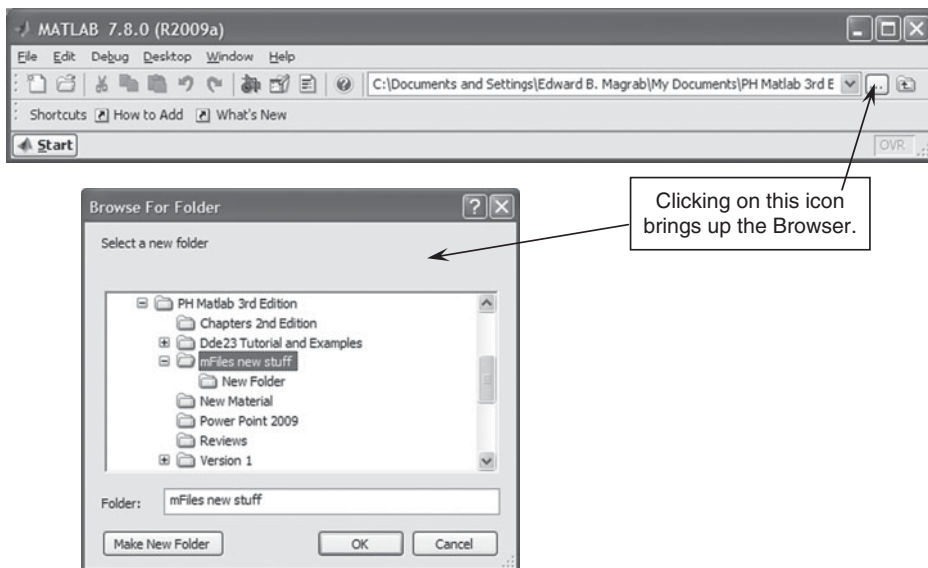 MATLAB 7.8.0 (R2009a)
File Edit Debug Desktop Window Help
C:\Documents and Settings\Edward B. Magrab\My Documents\PH Matlab 3rd E
Shortcuts How to Add What's New
Start OVR
Clicking on this icon
brings up the Browser.
Browse For Folder
Select a new folder
PH Matlab 3rd Edition
Chapters 2nd Edition
Dde23 Tutorial and Examples
mFiles new stuff
New Folder
New Material
Power Point 2009
Reviews
Version 1
Folder: mFiles new stuff
Make New Folder OK Cancel